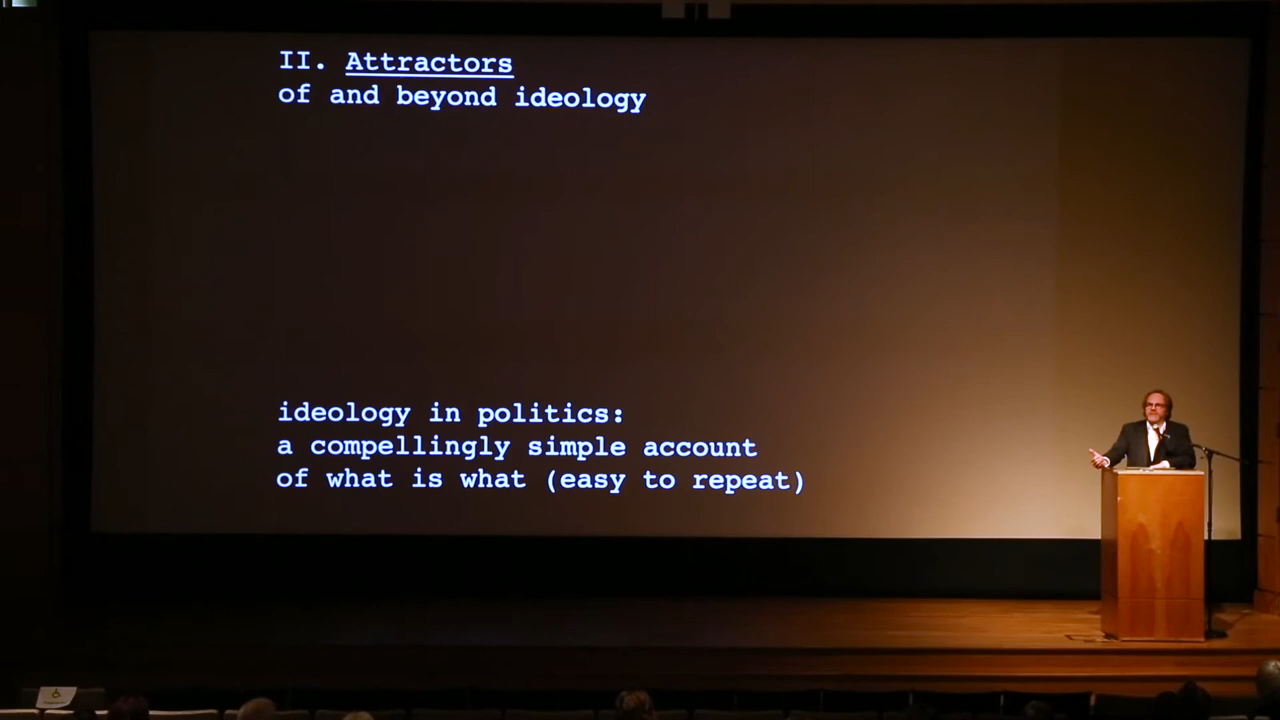 II. Attractors
of and beyond ideology
ideology in politics:
a compellingly simple account
of what is what (easy to repeat)